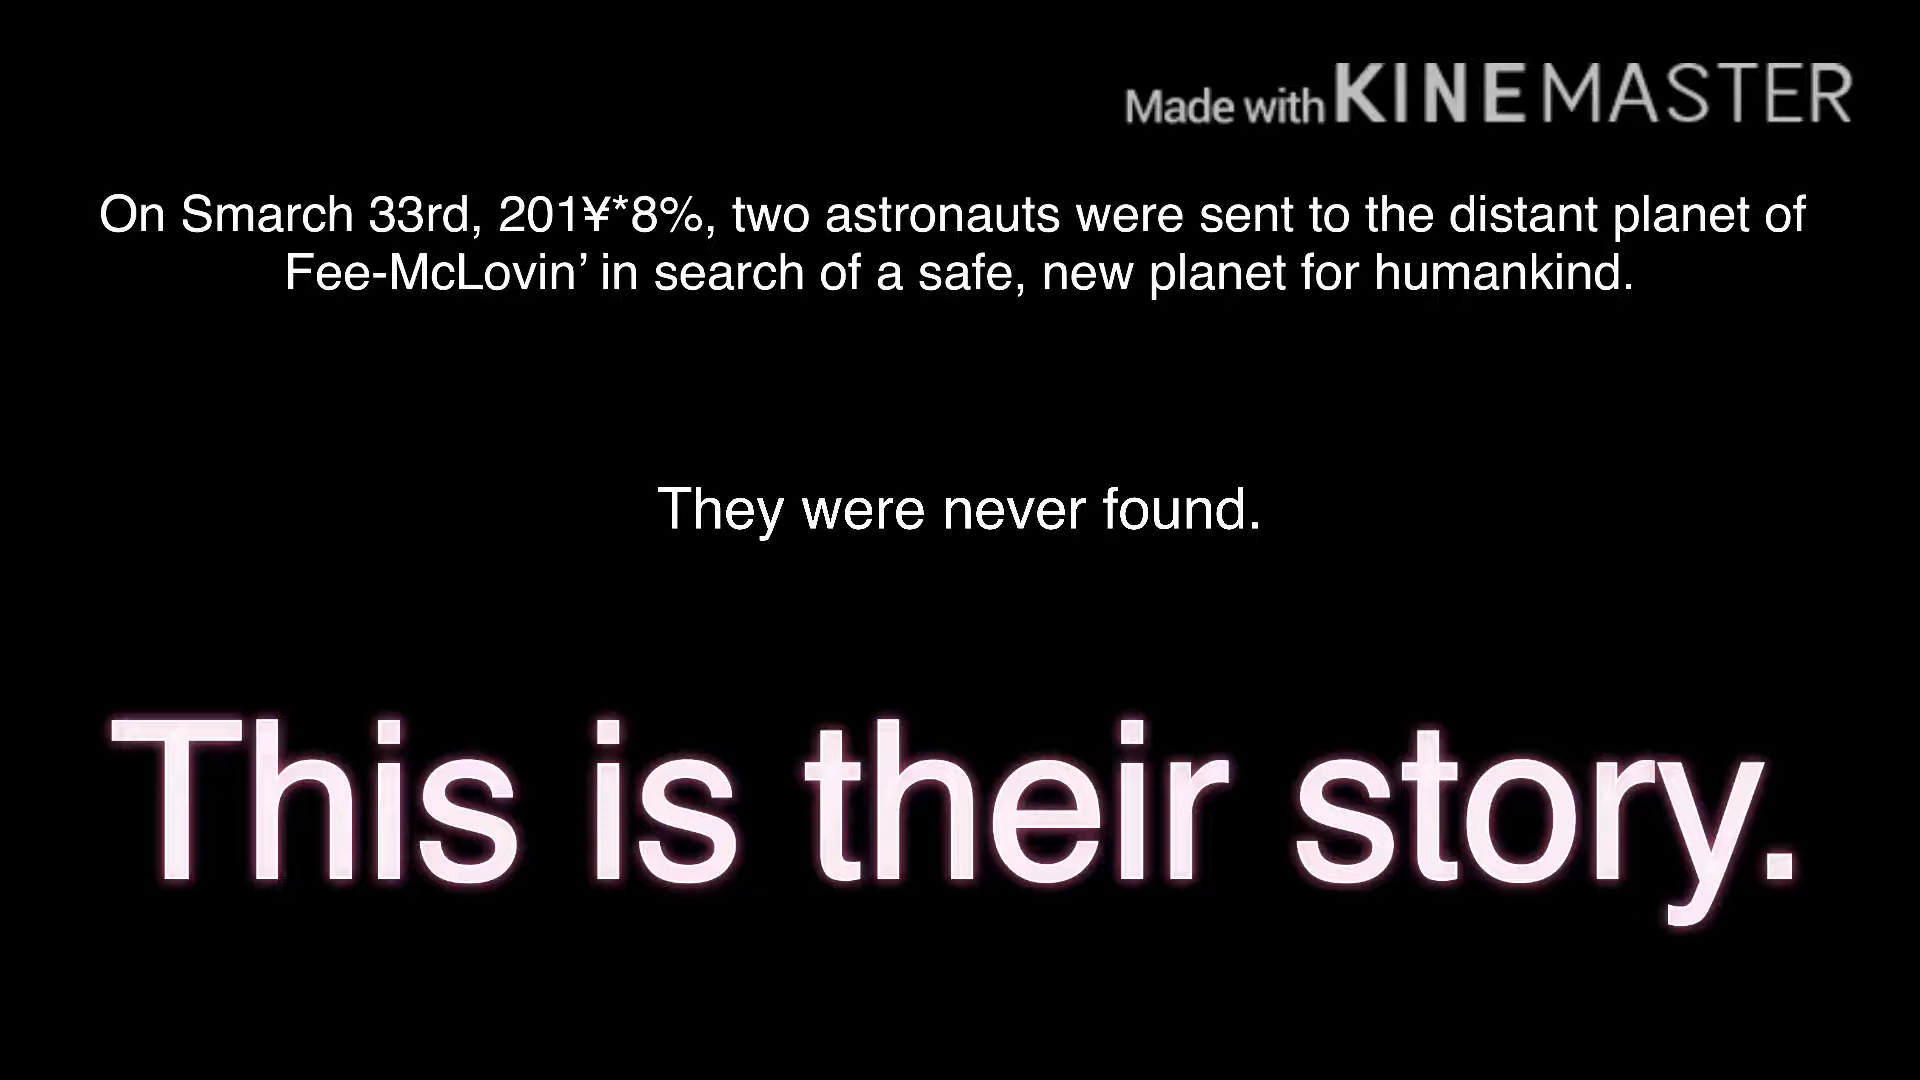 Made with KINEMASTER
On Smarch 33rd, 201¥*8%, two astronauts were sent to the distant planet of
Fee-McLovin’ in search of a safe, new planet for humankind.
They were never found.
This is their story.